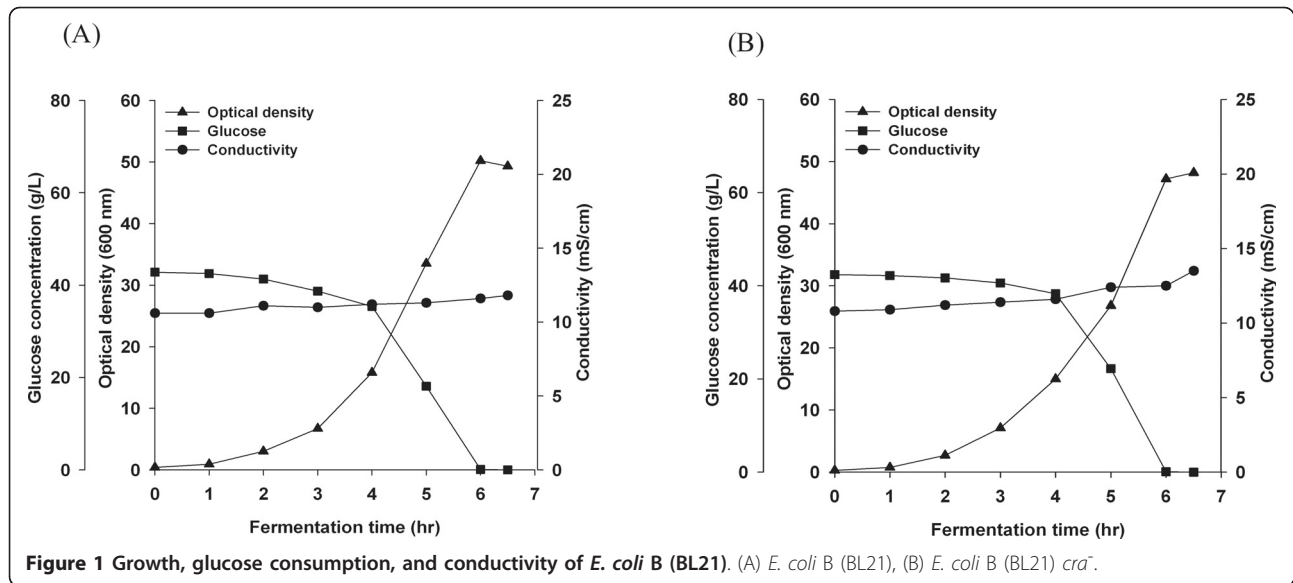 (A)
80
60
40
20
0
Glucose concentration (g/L)
60
50
40
30
20
10
0
Optical density (600 nm)
Optical density
Glucose
Conductivity
25
20
15
10
5
0
Conductivity (mS/cm)
0 1 2 3 4 5 6 7
Fermentation time (hr)
(B)
80
60
40
20
0
Glucose concentration (g/L)
60
50
40
30
20
10
0
Optical density (600 nm)
Optical density
Glucose
Conductivity
25
20
15
10
5
0
Conductivity (mS/cm)
0 1 2 3 4 5 6 7
Fermentation time (hr)
Figure 1 Growth, glucose consumption, and conductivity of E. coli B (BL21). (A) E. coli B (BL21), (B) E. coli B (BL21) cra⁻.